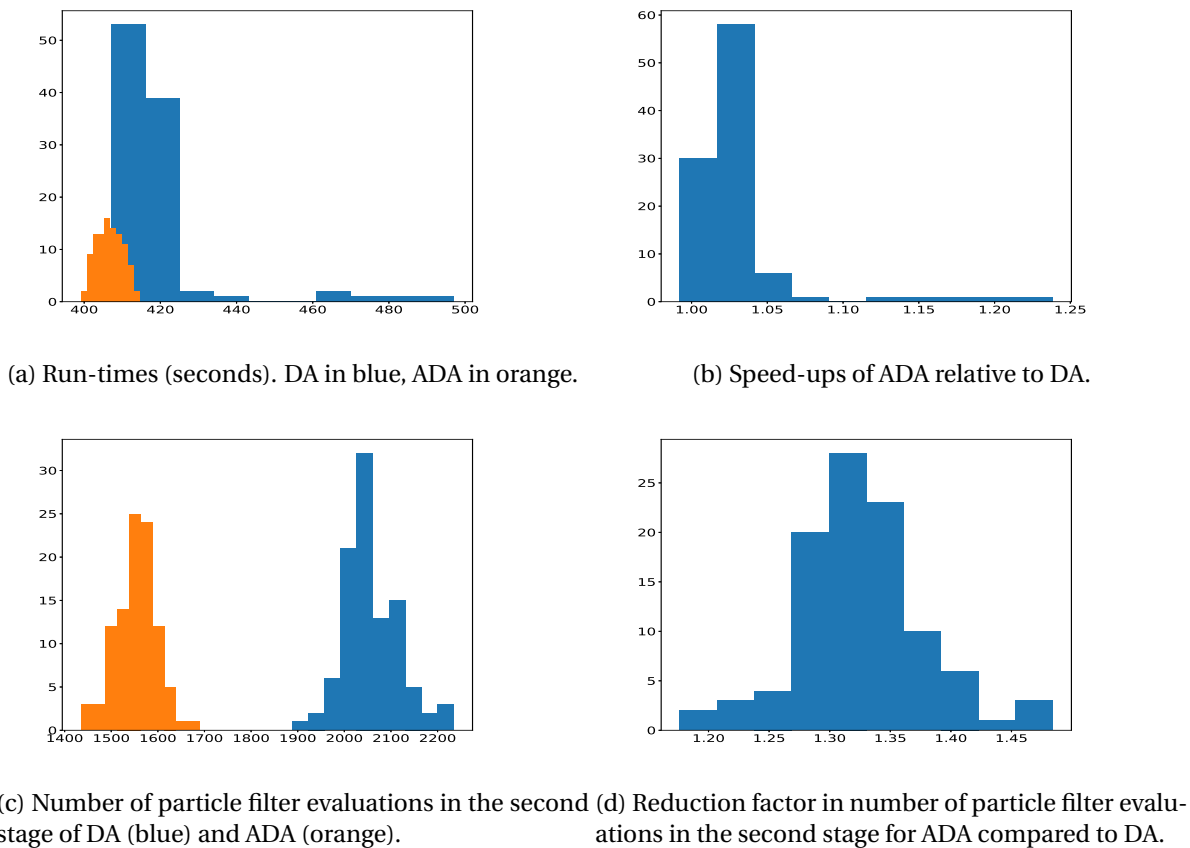 50
40
30
20
10
0
400 420 440 460 480 500
60
50
40
30
20
10
0
1.00 1.05 1.10 1.15 1.20 1.25
(a) Run-times (seconds). DA in blue, ADA in orange.
(b) Speed-ups of ADA relative to DA.
30
25
20
15
10
5
0
1400 1500 1600 1700 1800 1900 2000 2100 2200
25
20
15
10
5
0
1.20 1.25 1.30 1.35 1.40 1.45
(c) Number of particle filter evaluations in the second
stage of DA (blue) and ADA (orange).
(d) Reduction factor in number of particle filter evalu-
ations in the second stage for ADA compared to DA.